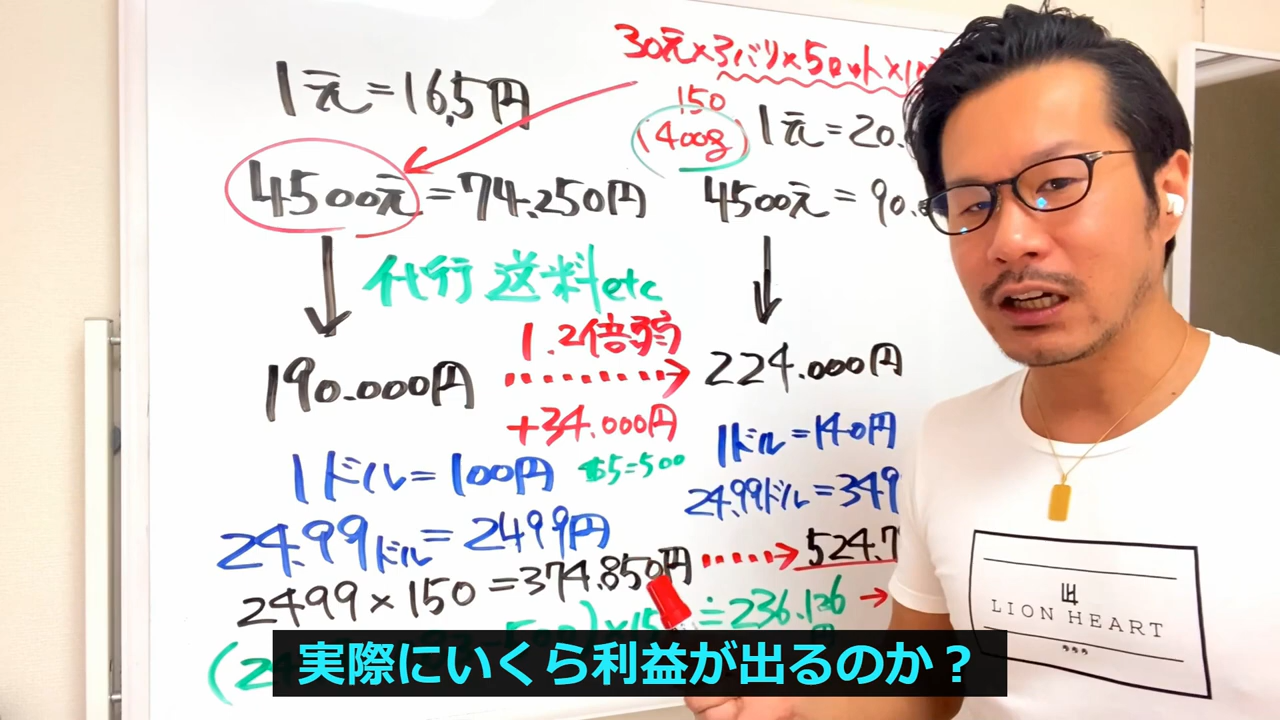 30元×3バリ×5ロット×10
1元=16.5円
150
(400g)
1元=20.
4500元=74.250円
4500元=90.
代行 送料etc
1.2倍弱
190.000円
224.000円
+34.000円
1ドル=100円
$5=500
1ドル=140円
24.99ドル=2499円
24.99ドル=349
2499×150=374.850円
524.7
≒236.126
LH
LION HEART
実際にいくら利益が出るのか？